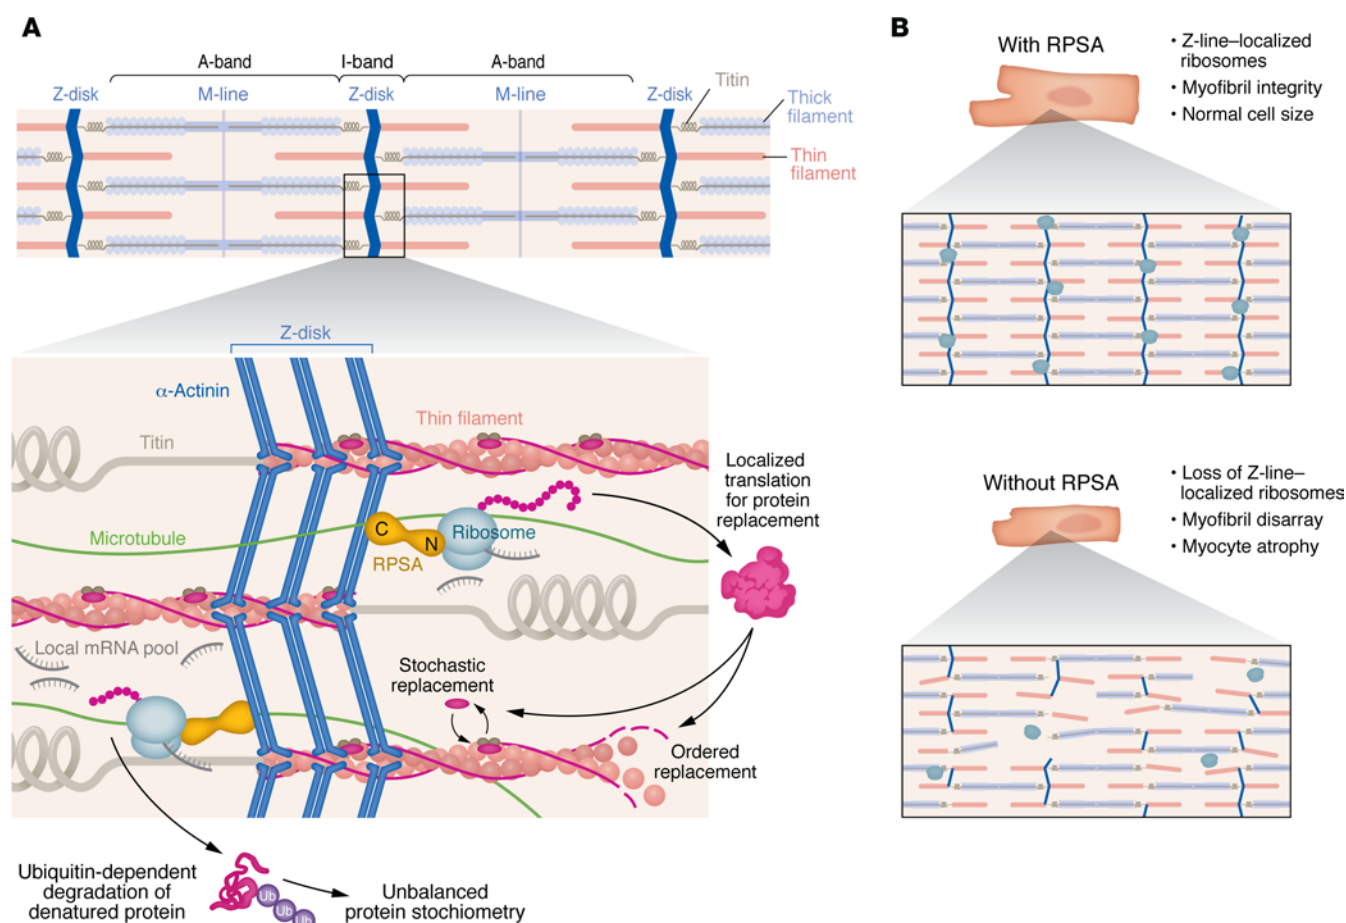 A
A-band
I-band
A-band
Z-disk
M-line
Z-disk
M-line
Z-disk
Titin
Thick
filament
Thin
filament
Z-disk
α-Actinin
Thin filament
Titin
Microtubule
C
N
Ribosome
RPSA
Localized
translation
for protein
replacement
Local mRNA pool
Stochastic
replacement
Ordered
replacement
Ubiquitin-dependent
degradation of
denatured protein
Ub
Ub
Ub
Unbalanced
protein stochiometry
B
With RPSA
• Z-line–localized
ribosomes
• Myofibril integrity
• Normal cell size
Without RPSA
• Loss of Z-line–
localized ribosomes
• Myofibril disarray
• Myocyte atrophy